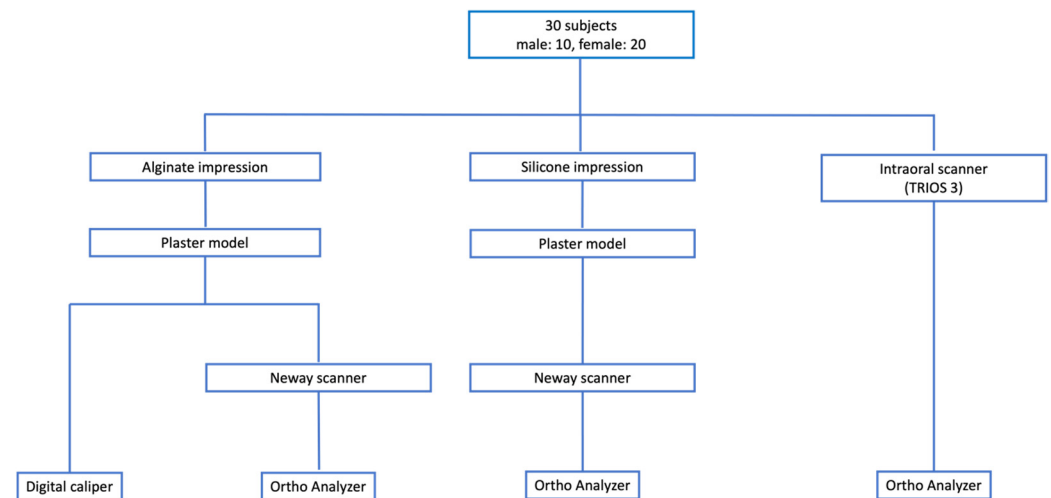 30 subjects
male: 10, female: 20
Alginate impression
Silicone impression
Intraoral scanner
(TRIOS 3)
Plaster model
Plaster model
Neway scanner
Neway scanner
Digital caliper
Ortho Analyzer
Ortho Analyzer
Ortho Analyzer